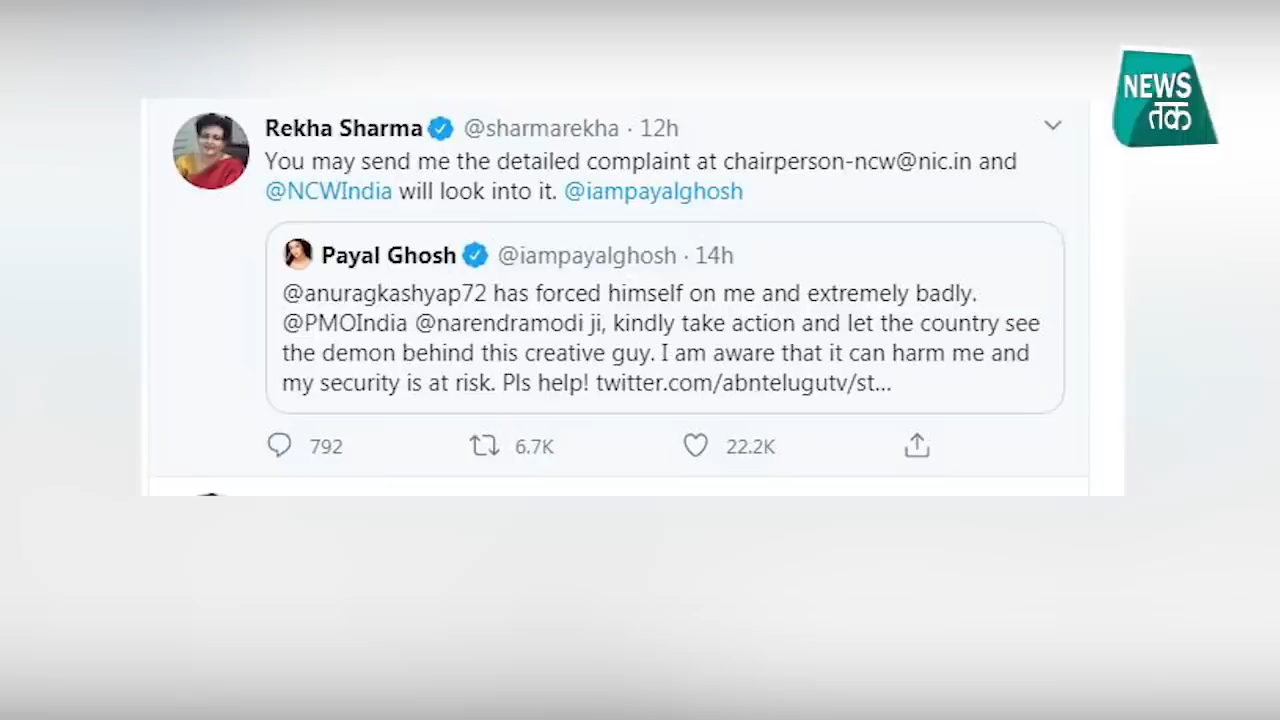 NEWS
तक
Rekha Sharma @sharmarekha · 12h
You may send me the detailed complaint at chairperson-ncw@nic.in and
@NCWIndia will look into it. @iampayalghosh
Payal Ghosh @iampayalghosh · 14h
@anuragkashyap72 has forced himself on me and extremely badly.
@PMOIndia @narendramodi ji, kindly take action and let the country see
the demon behind this creative guy. I am aware that it can harm me and
my security is at risk. Pls help! twitter.com/abntelugutv/st...
792 6.7K 22.2K